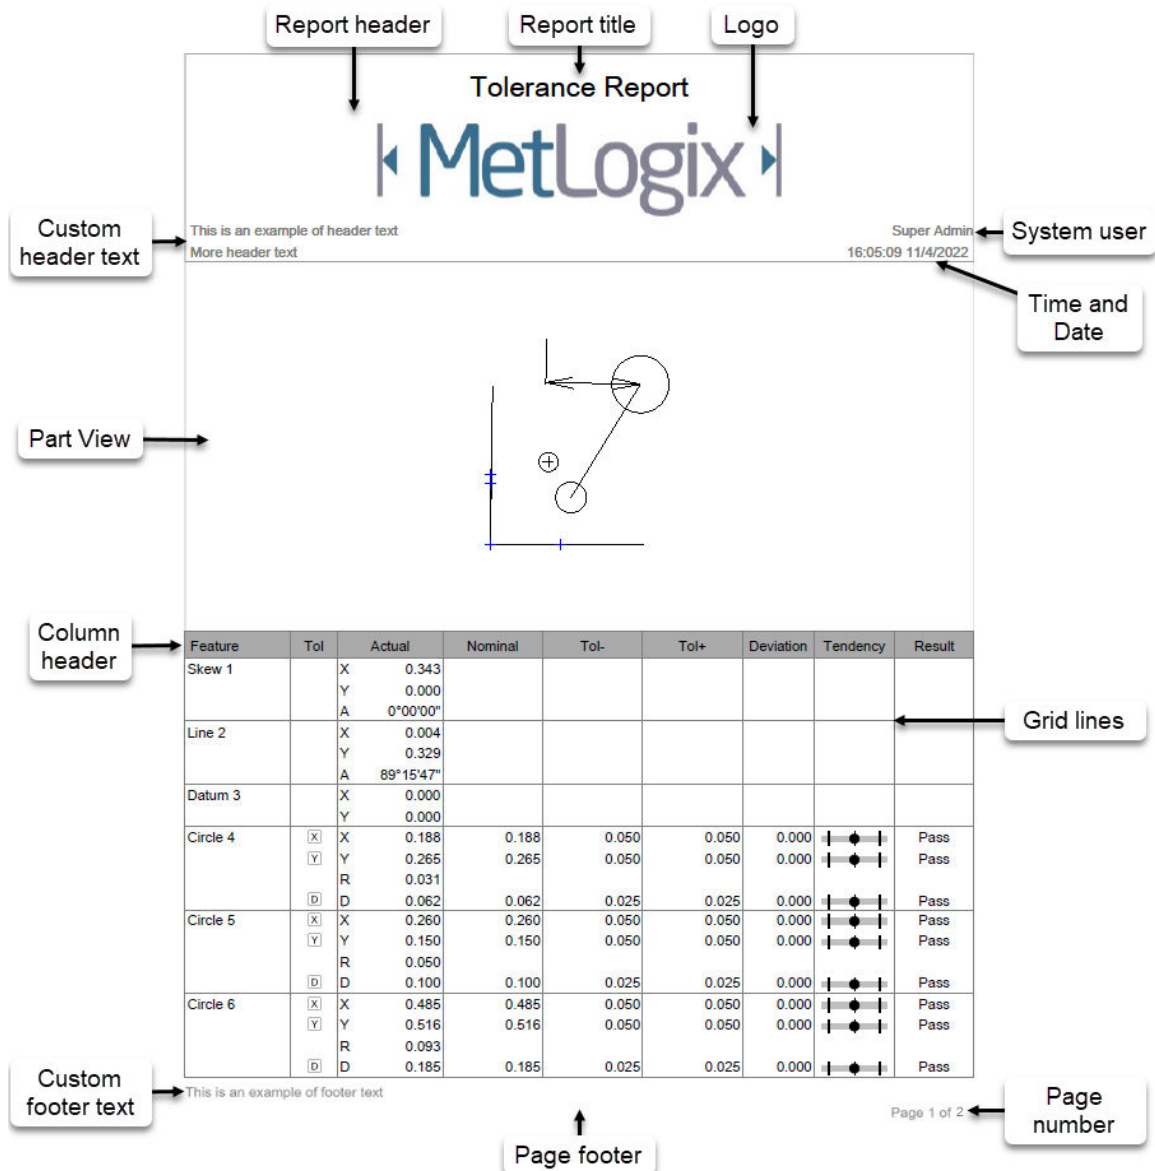 Report header
Report title
Logo
Tolerance Report
MetLogix
Custom header text
This is an example of header text
Super Admin
System user
More header text
16:05:09 11/4/2022
Time and Date
Part View
Column header
Feature Tol Actual Nominal Tol- Tol+ Deviation Tendency Result
Skew 1 X 0.343
Y 0.000
A 0°00'00"
Grid lines
Line 2 X 0.004
Y 0.329
A 89°15'47"
Datum 3 X 0.000
Y 0.000
Circle 4 X X 0.188 0.188 0.050 0.050 0.000 Pass
Y Y 0.265 0.265 0.050 0.050 0.000 Pass
R 0.031
D D 0.062 0.062 0.025 0.025 0.000 Pass
Circle 5 X X 0.260 0.260 0.050 0.050 0.000 Pass
Y Y 0.150 0.150 0.050 0.050 0.000 Pass
R 0.050
D D 0.100 0.100 0.025 0.025 0.000 Pass
Circle 6 X X 0.485 0.485 0.050 0.050 0.000 Pass
Y Y 0.516 0.516 0.050 0.050 0.000 Pass
R 0.093
D D 0.185 0.185 0.025 0.025 0.000 Pass
Custom footer text
This is an example of footer text
Page 1 of 2
Page number
Page footer